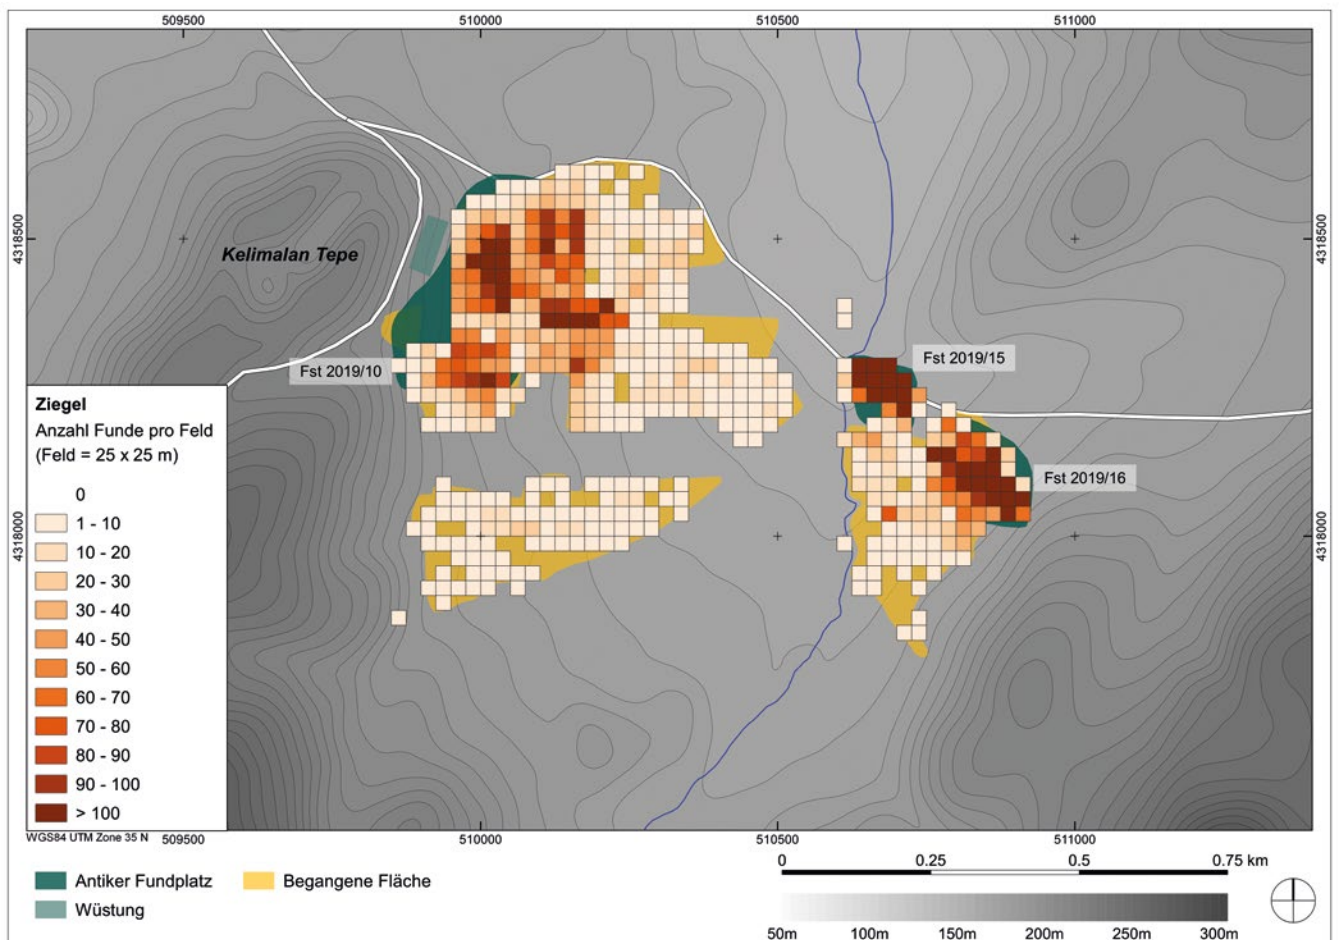 509500 510000 510500 511000
4318500 4318500
Kelimalan Tepe
Fst 2019/15
Fst 2019/10
Ziegel
Anzahl Funde pro Feld
(Feld = 25 x 25 m)
Fst 2019/16
0
1 - 10
10 - 20
4318000 4318000
20 - 30
30 - 40
40 - 50
50 - 60
60 - 70
70 - 80
80 - 90
90 - 100
> 100
WGS84 UTM Zone 35 N
509500 510000 510500 511000
0 0.25 0.5 0.75 km
Antiker Fundplatz Begangene Fläche
Wüstung
50m 100m 150m 200m 250m 300m